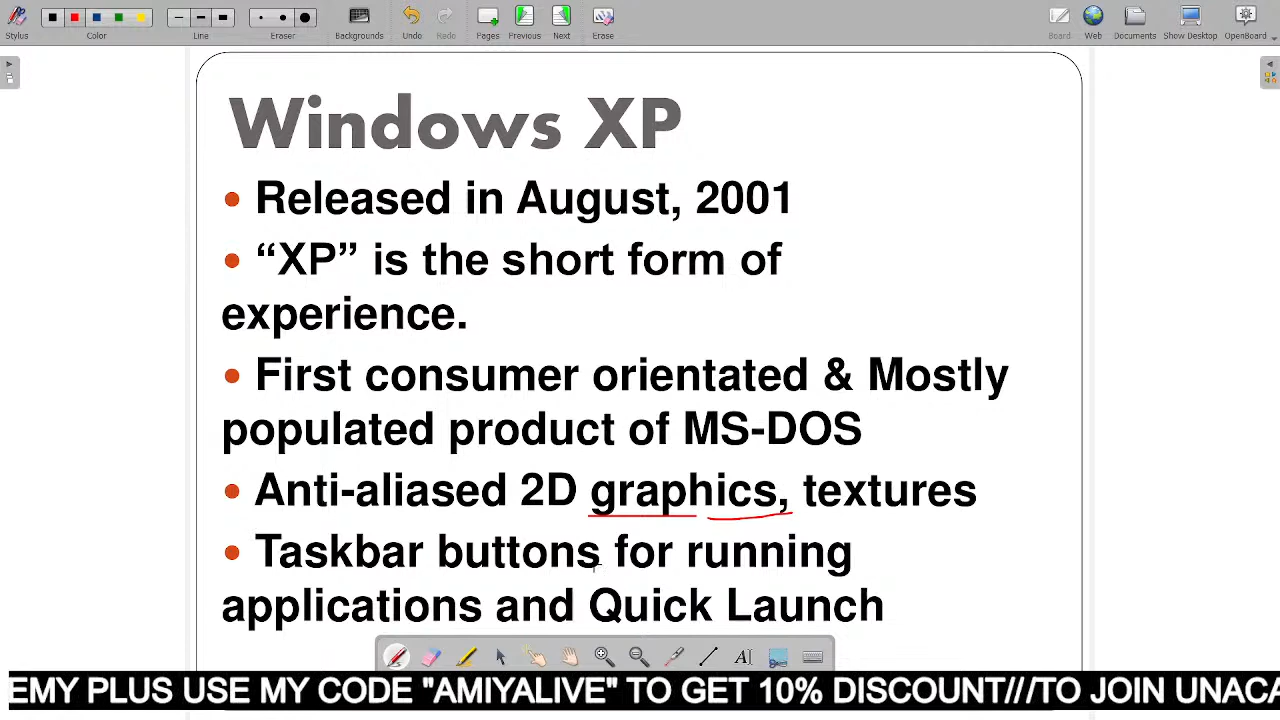 Stylus Color Line Eraser Backgrounds Undo Redo Pages Previous Next Erase Board Web Documents Show Desktop OpenBoard
Windows XP
• Released in August, 2001
• “XP” is the short form of
experience.
• First consumer orientated & Mostly
populated product of MS-DOS
• Anti-aliased 2D graphics, textures
• Taskbar buttons for running
applications and Quick Launch
EMY PLUS USE MY CODE "AMIYALIVE" TO GET 10% DISCOUNT///TO JOIN UNACA